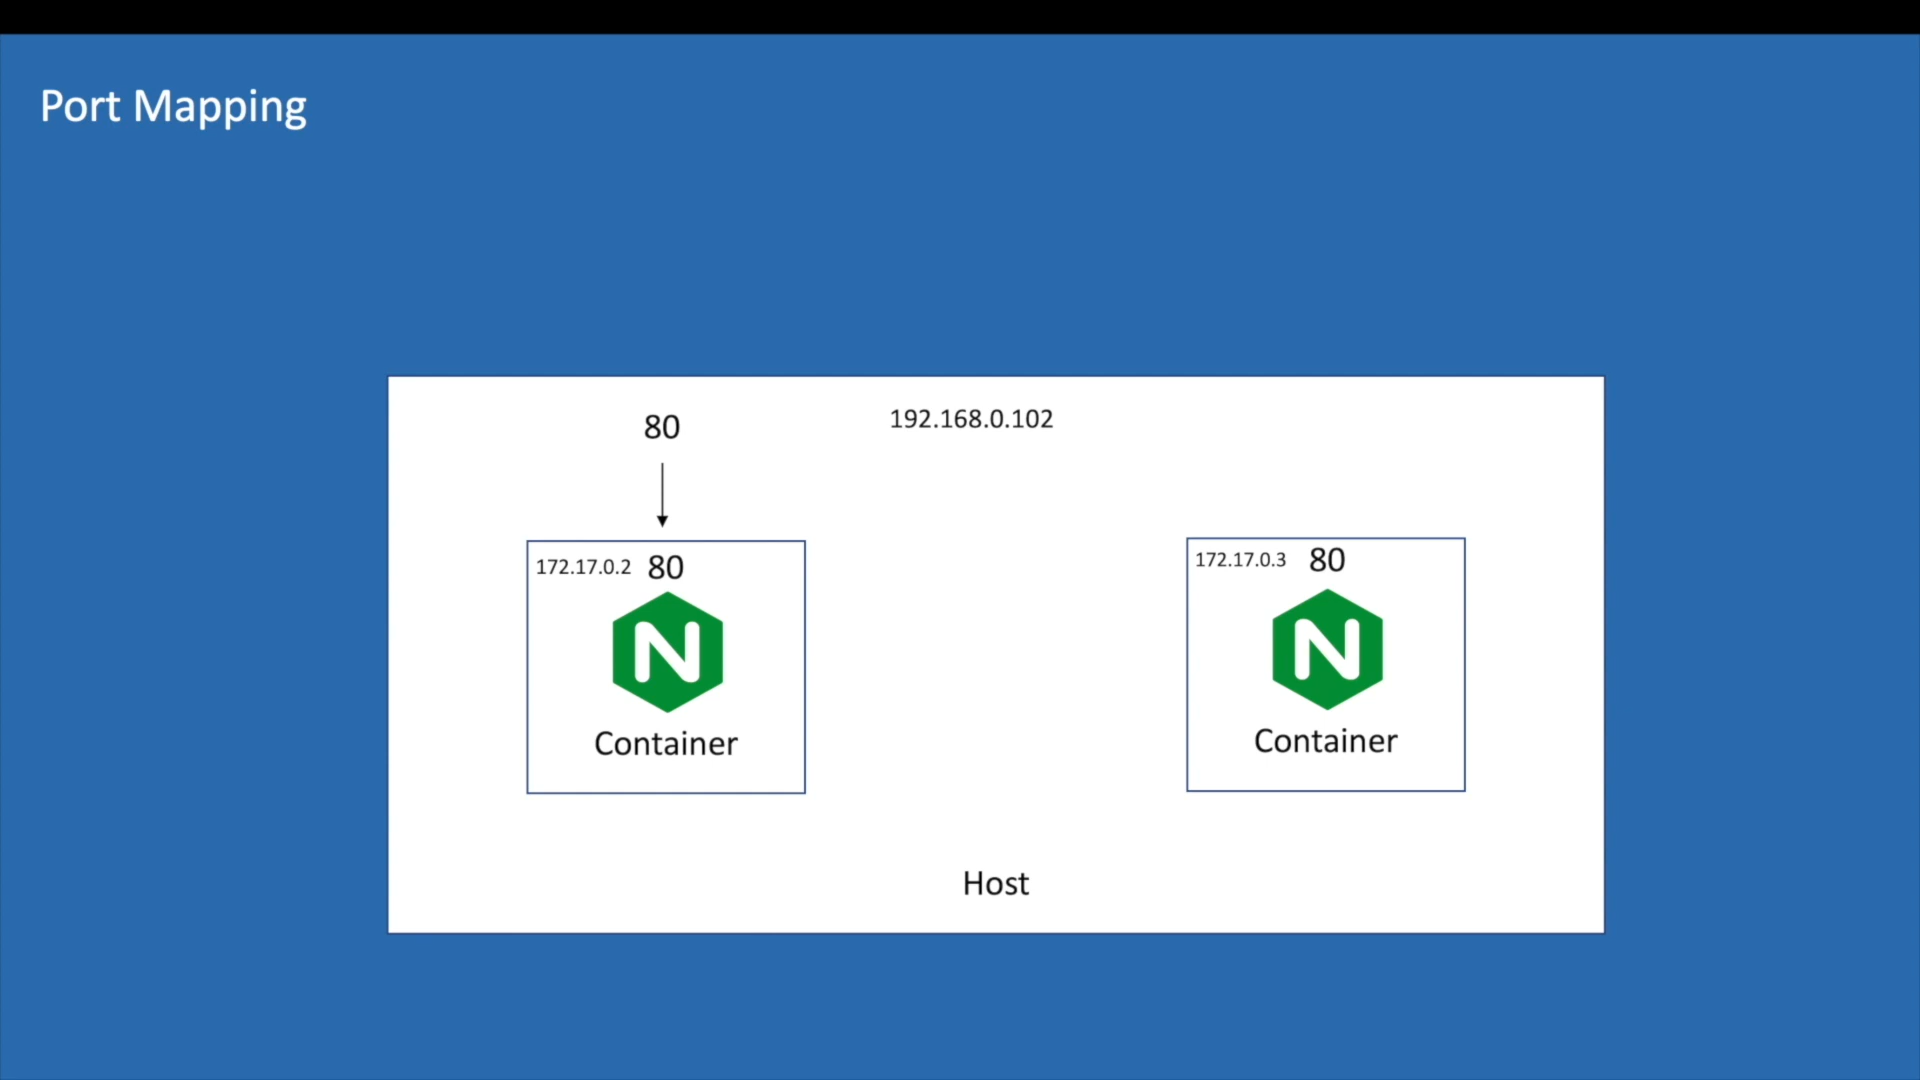 Port Mapping
80
192.168.0.102
172.17.0.2 80
N
Container
172.17.0.3 80
N
Container
Host